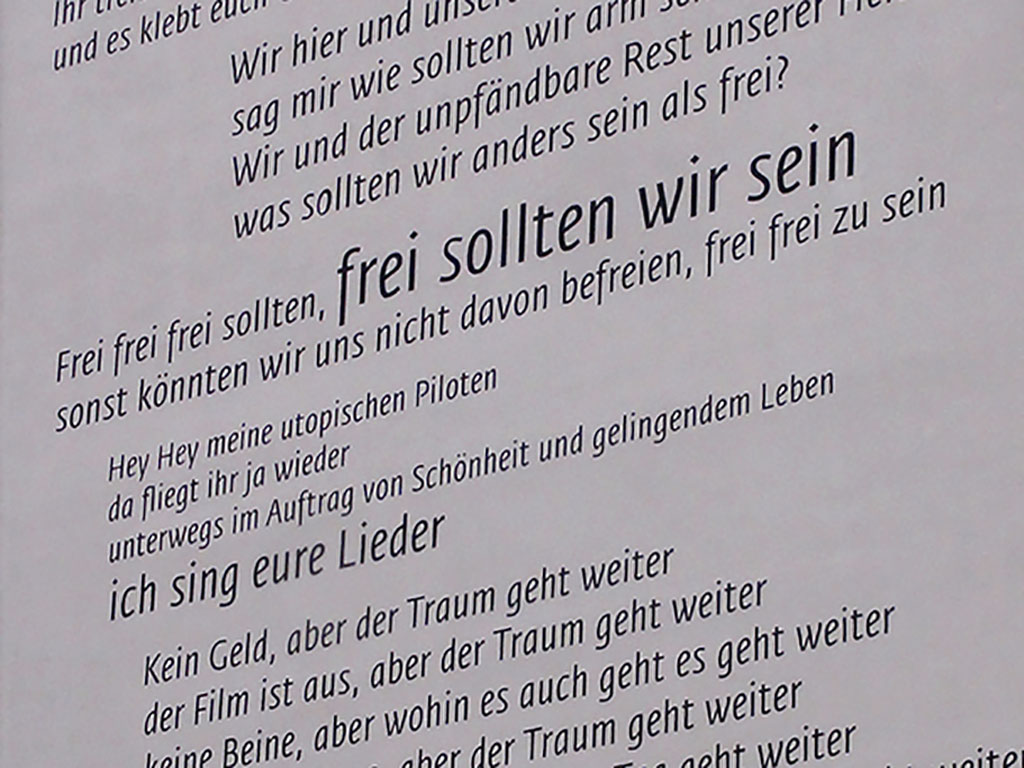 und es klebt euch
Wir hier und
sag mir wie sollten wir arm
Wir und der unpfändbare Rest unserer
was sollten wir anders sein als frei?
Frei frei frei sollten, frei sollten wir sein
sonst könnten wir uns nicht davon befreien, frei frei zu sein
Hey Hey meine utopischen Piloten
da fliegt ihr ja wieder
unterwegs im Auftrag von Schönheit und gelingendem Leben
ich sing eure Lieder
Kein Geld, aber der Traum geht weiter
der Film ist aus, aber der Traum geht weiter
keine Beine, aber wohin es auch geht es geht weiter
aber der Traum geht weiter
geht weiter
weiter